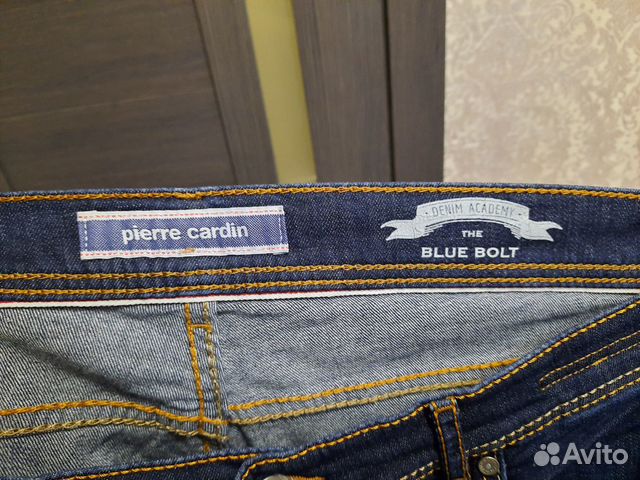 pierre cardin
DENIM ACADEMY
THE
BLUE BOLT
Avito